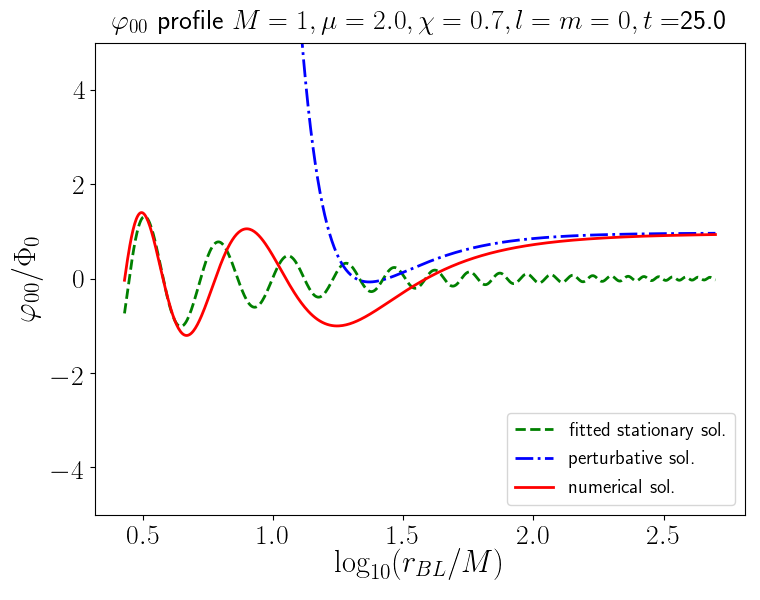 φ₀₀ profile M = 1, μ = 2.0, χ = 0.7, l = m = 0, t = 25.0
φ₀₀/Φ₀
4
2
0
−2
−4
fitted stationary sol.
perturbative sol.
numerical sol.
0.5 1.0 1.5 2.0 2.5
log₁₀(r_BL/M)